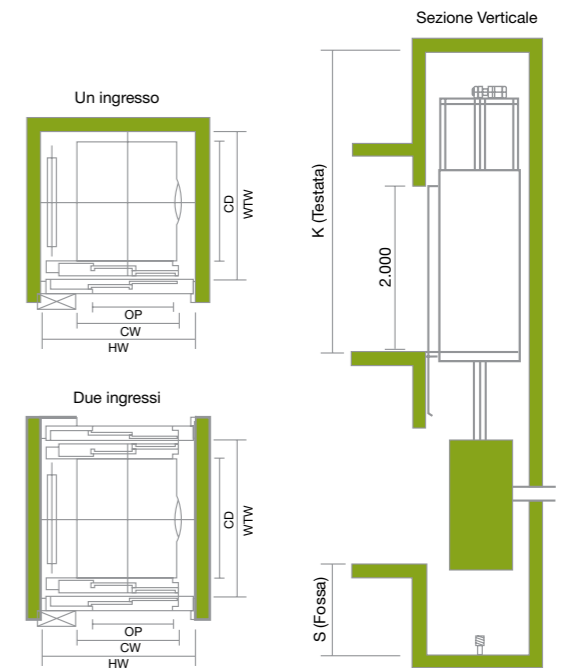 Sezione Verticale
Un ingresso
CD
WTW
OP
CW
HW
K (Testata)
2.000
Due ingressi
CD
WTW
OP
CW
HW
S (Fossa)